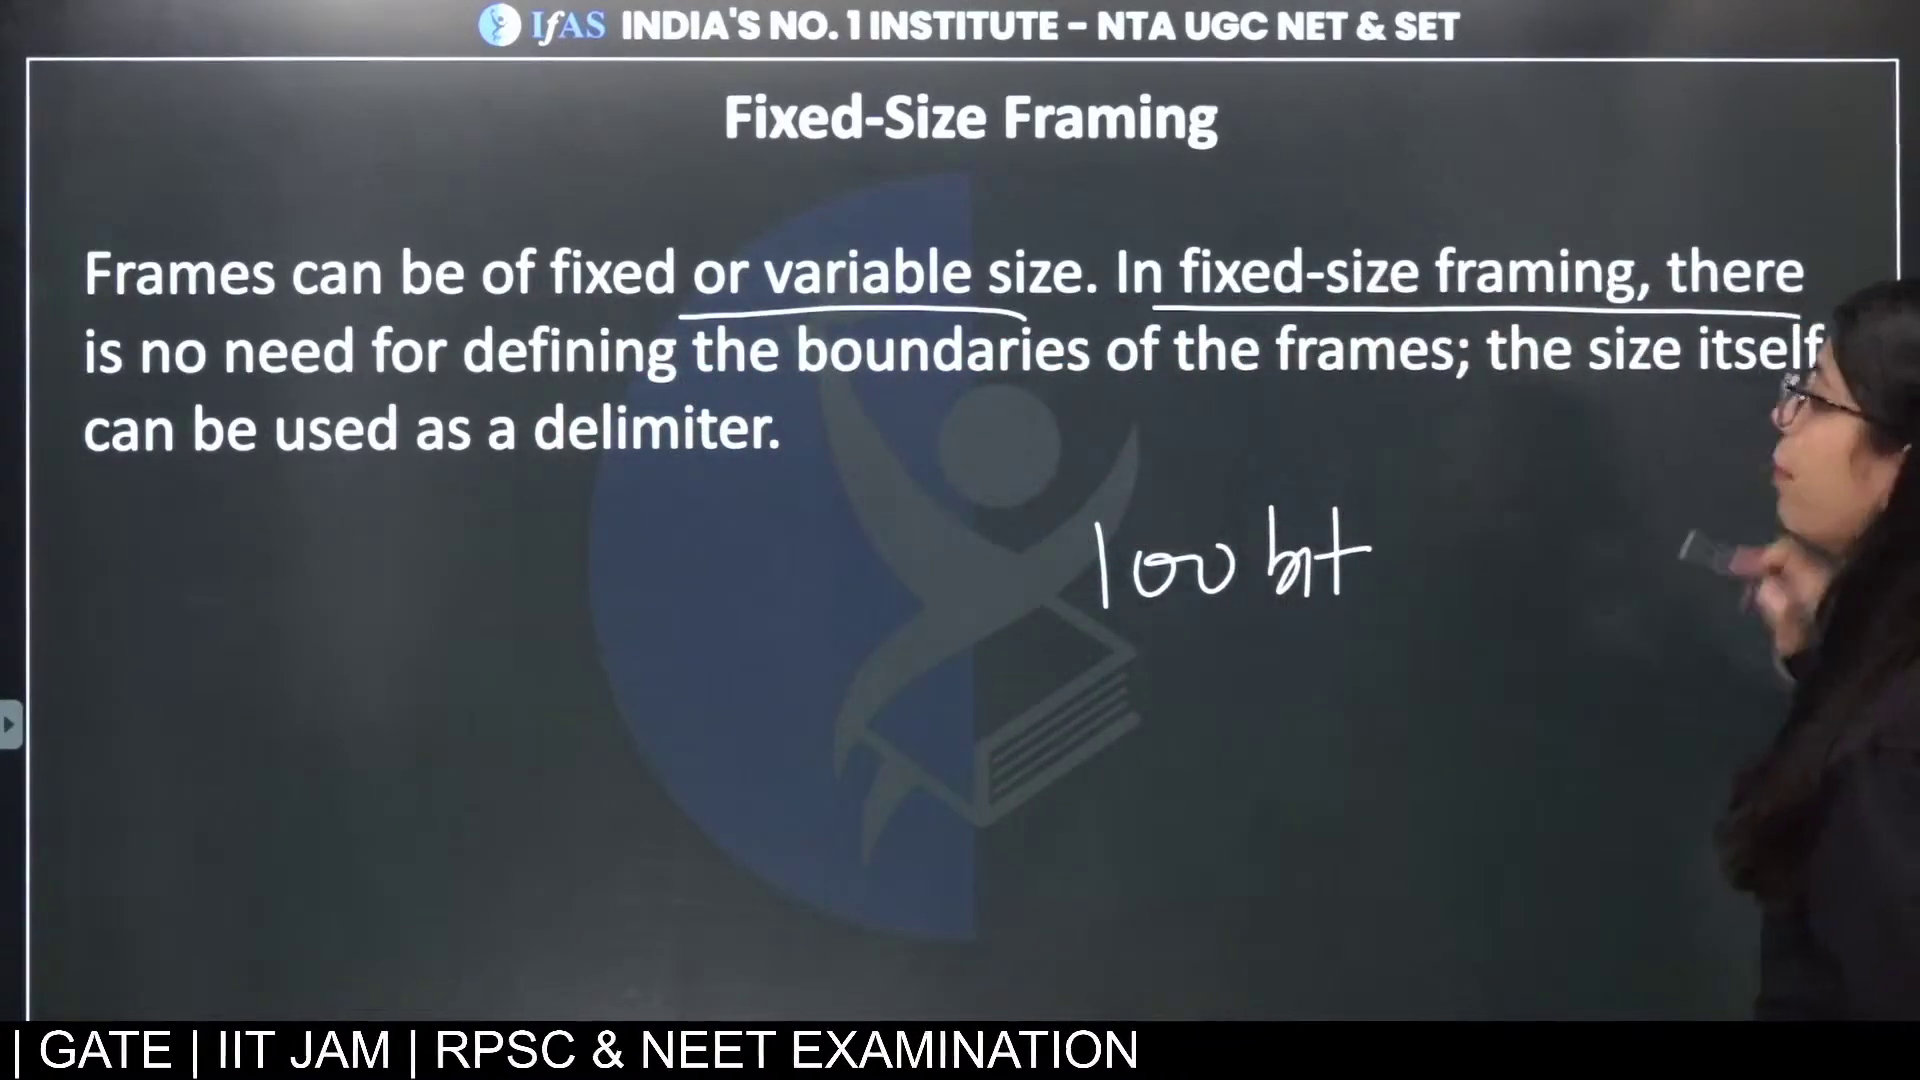 IfAS INDIA'S NO. 1 INSTITUTE – NTA UGC NET & SET
Fixed-Size Framing
Frames can be of fixed or variable size. In fixed-size framing, there
is no need for defining the boundaries of the frames; the size itself
can be used as a delimiter.
100 bit
| GATE | IIT JAM | RPSC & NEET EXAMINATION